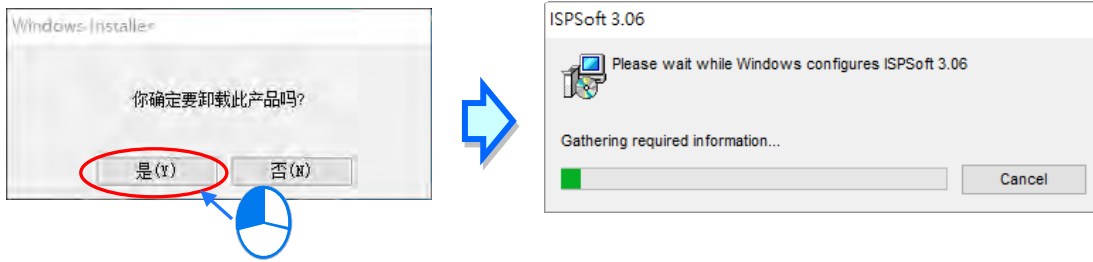 Windows Installer
你确定要卸载此产品吗?
是(Y)
否(N)
ISPSoft 3.06
Please wait while Windows configures ISPSoft 3.06
Gathering required information...
Cancel